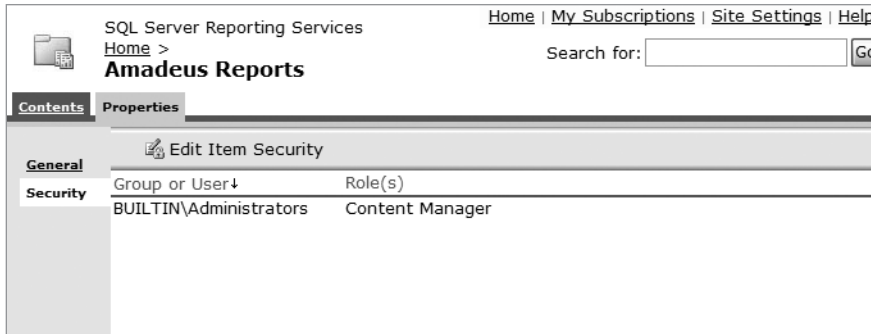 Home | My Subscriptions | Site Settings | Help
SQL Server Reporting Services
Home >
Search for:
Amadeus Reports
Contents Properties
Edit Item Security
General
Group or User↓ Role(s)
Security
BUILTIN\Administrators Content Manager